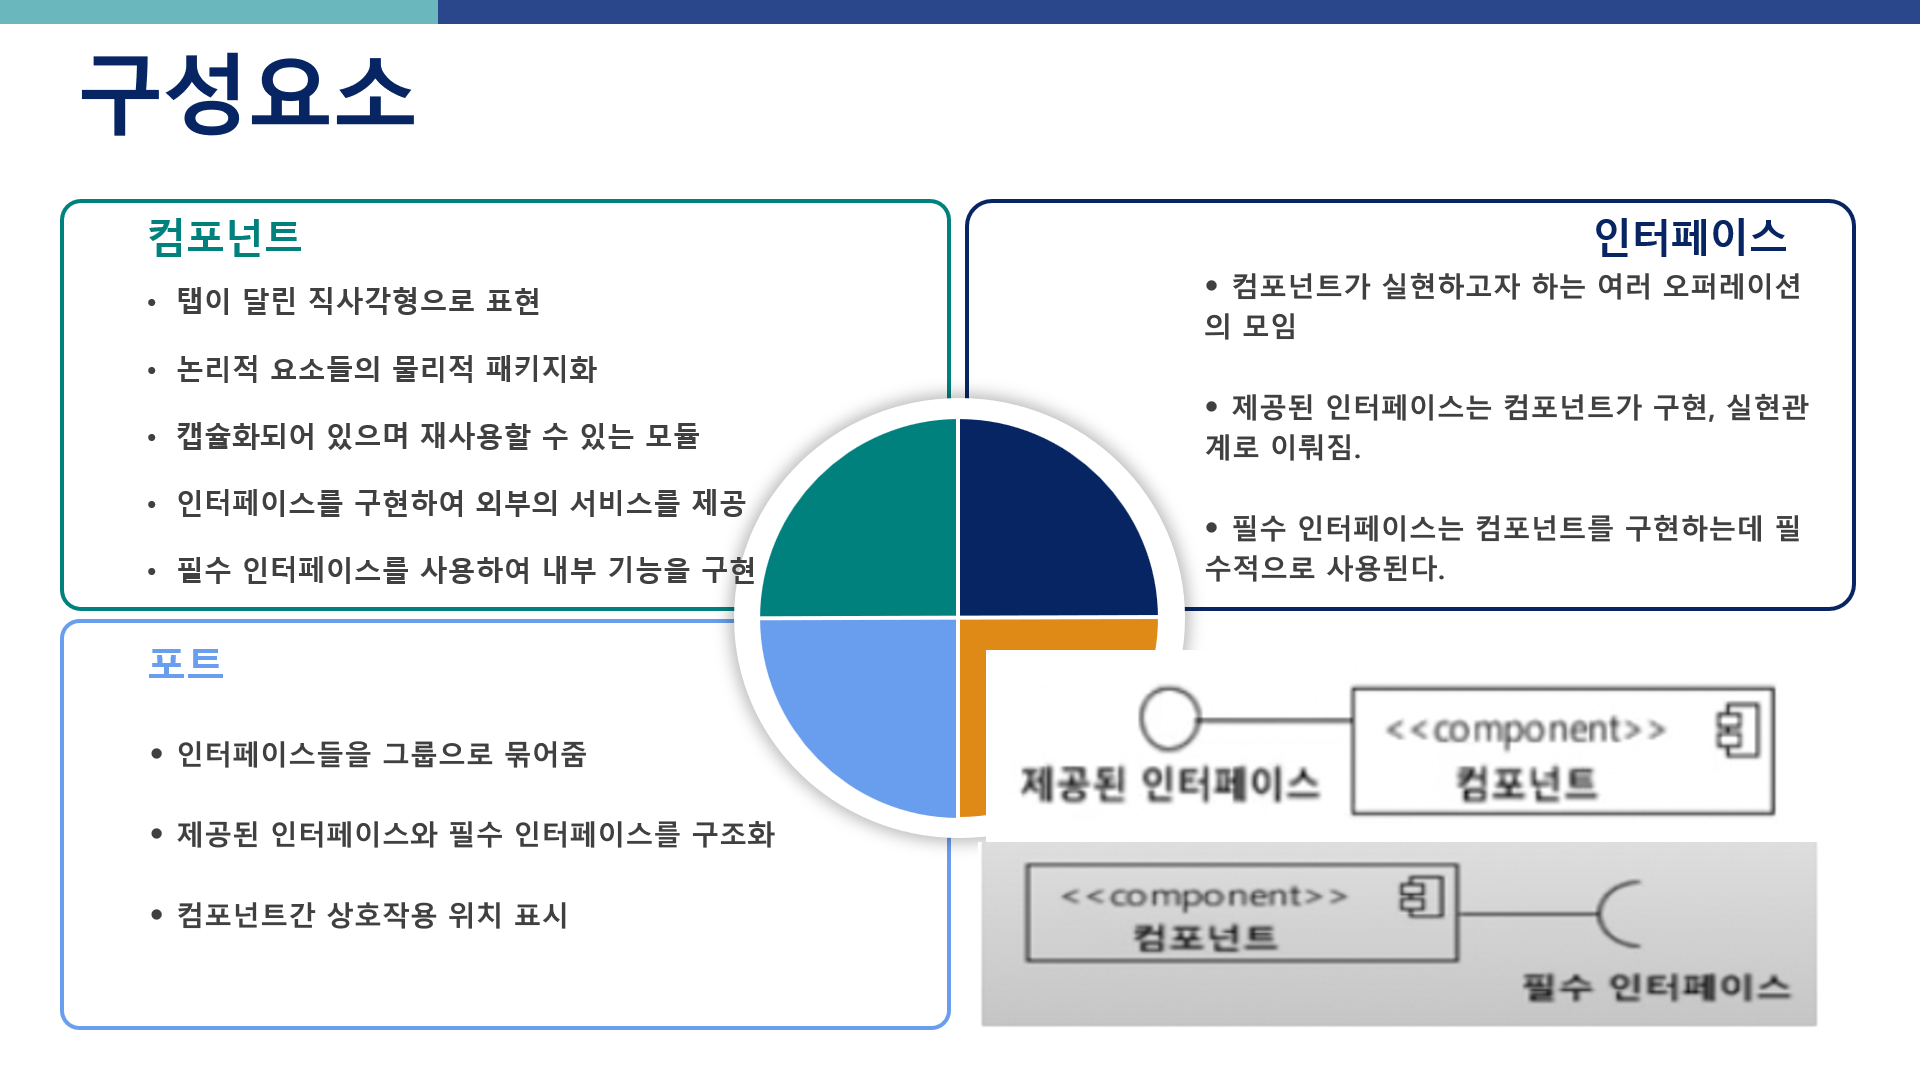 구성요소
컴포넌트
• 탭이 달린 직사각형으로 표현
• 논리적 요소들의 물리적 패키지화
• 캡슐화되어 있으며 재사용할 수 있는 모듈
• 인터페이스를 구현하여 외부의 서비스를 제공
• 필수 인터페이스를 사용하여 내부 기능을 구현
인터페이스
• 컴포넌트가 실현하고자 하는 여러 오퍼레이션
의 모임
• 제공된 인터페이스는 컴포넌트가 구현, 실현관
계로 이뤄짐.
• 필수 인터페이스는 컴포넌트를 구현하는데 필
수적으로 사용된다.
포트
• 인터페이스들을 그룹으로 묶어줌
• 제공된 인터페이스와 필수 인터페이스를 구조화
• 컴포넌트간 상호작용 위치 표시
<<component>>
제공된 인터페이스
컴포넌트
<<component>>
컴포넌트
필수 인터페이스